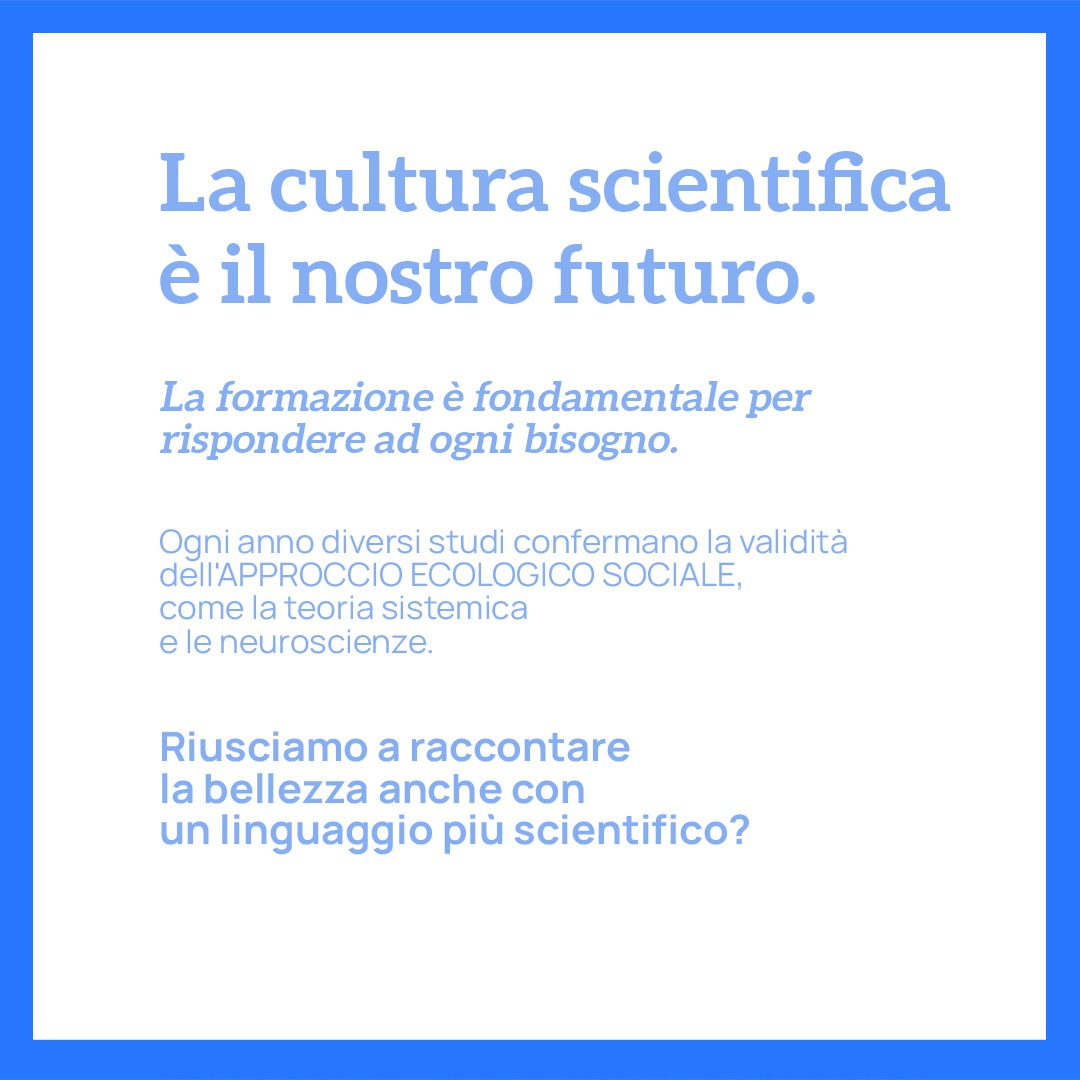 La cultura scientifica
è il nostro futuro.
La formazione è fondamentale per
rispondere ad ogni bisogno.
Ogni anno diversi studi confermano la validità
dell'APPROCCIO ECOLOGICO SOCIALE,
come la teoria sistemica
e le neuroscienze.
Riusciamo a raccontare
la bellezza anche con
un linguaggio più scientifico?